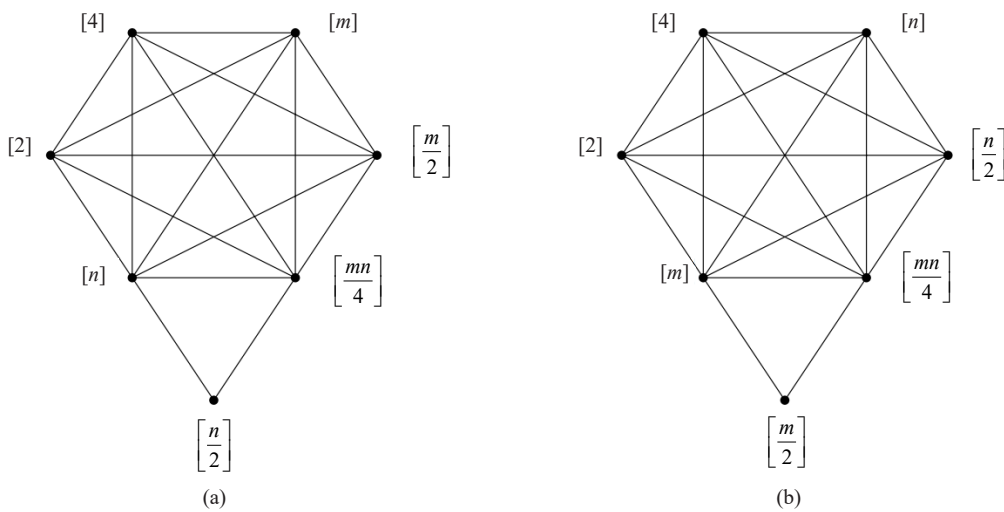 [4] [m] [4] [n]
[2] [m/2] [2] [n/2]
[n] [mn/4] [m] [mn/4]
[n/2] [m/2]
(a) (b)